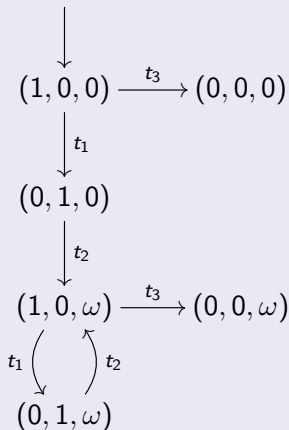 (1, 0, 0) t₃ (0, 0, 0)
t₁
(0, 1, 0)
t₂
(1, 0, ω) t₃ (0, 0, ω)
t₁ t₂
(0, 1, ω)